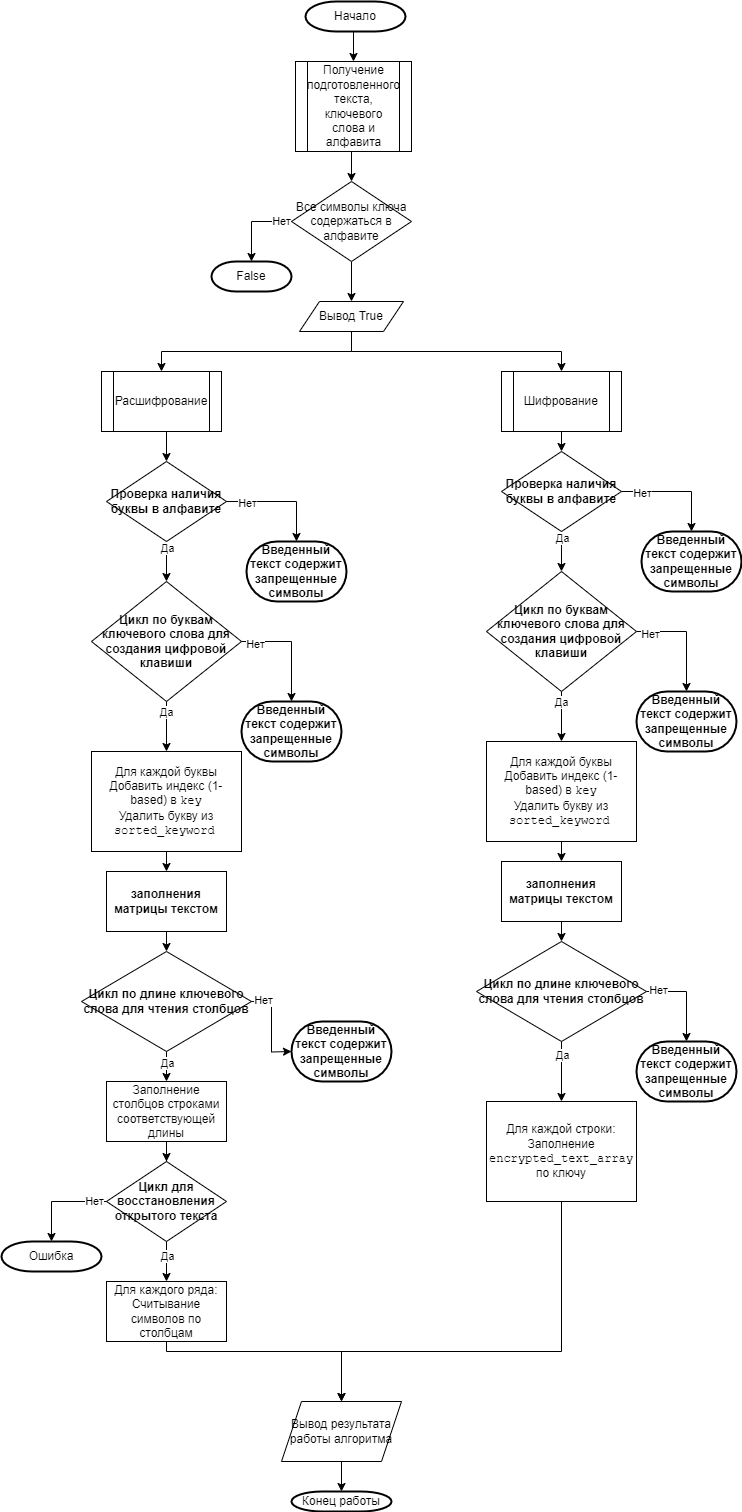 Начало
Получение
подготовленного
текста,
ключевого
слова и
алфавита
Все символы ключа
содержаться в
алфавите
Нет
False
Вывод True
Расшифрование
Проверка наличия
буквы в алфавите
Нет
Введенный
текст содержит
запрещенные
символы
Да
Цикл по буквам
ключевого слова для
создания цифровой
клавиши
Нет
Введенный
текст содержит
запрещенные
символы
Да
Для каждой буквы
Добавить индекс (1-
based) в key
Удалить букву из
sorted_keyword
заполнения
матрицы текстом
Цикл по длине ключевого
слова для чтения столбцов
Нет
Введенный
текст содержит
запрещенные
символы
Да
Заполнение
столбцов строками
соответствующей
длины
Цикл для
восстановления
открытого текста
Нет
Ошибка
Да
Для каждого ряда:
Считывание
символов по
столбцам
Шифрование
Проверка наличия
буквы в алфавите
Нет
Введенный
текст содержит
запрещенные
символы
Да
Цикл по буквам
ключевого слова для
создания цифровой
клавиши
Нет
Введенный
текст содержит
запрещенные
символы
Да
Для каждой буквы
Добавить индекс (1-
based) в key
Удалить букву из
sorted_keyword
заполнения
матрицы текстом
Цикл по длине ключевого
слова для чтения столбцов
Нет
Введенный
текст содержит
запрещенные
символы
Да
Для каждой строки:
Заполнение
encrypted_text_array
по ключу
Вывод результата
работы алгоритма
Конец работы